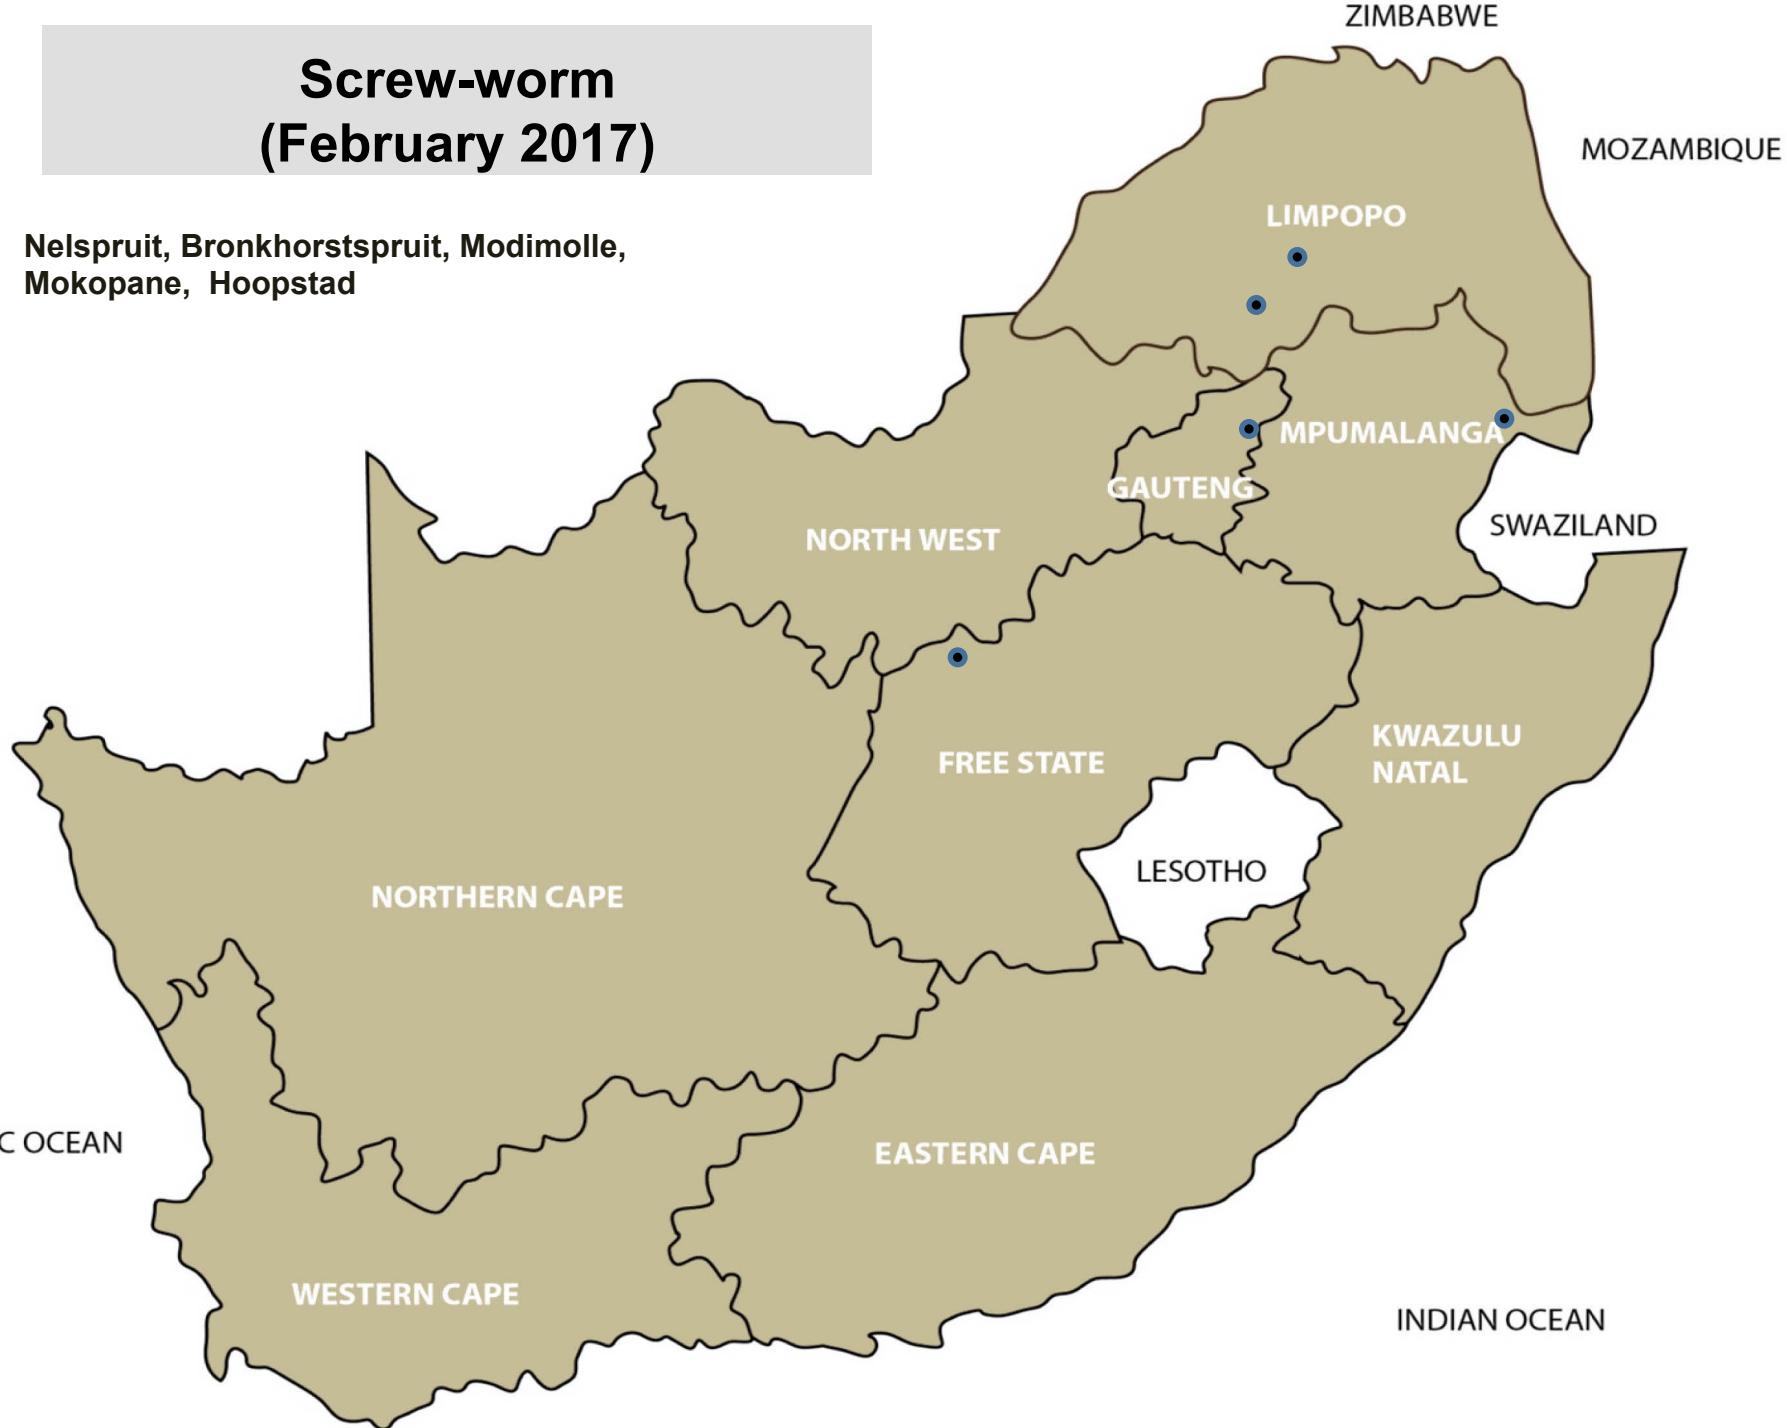 Screw-worm
(February 2017)
Nelspruit, Bronkhorstspruit, Modimolle,
Mokopane, Hoopstad
ZIMBABWE
MOZAMBIQUE
LIMPOPO
MPUMALANGA
GAUTENG
NORTH WEST
SWAZILAND
FREE STATE
KWAZULU
NATAL
LESOTHO
NORTHERN CAPE
C OCEAN
EASTERN CAPE
WESTERN CAPE
INDIAN OCEAN